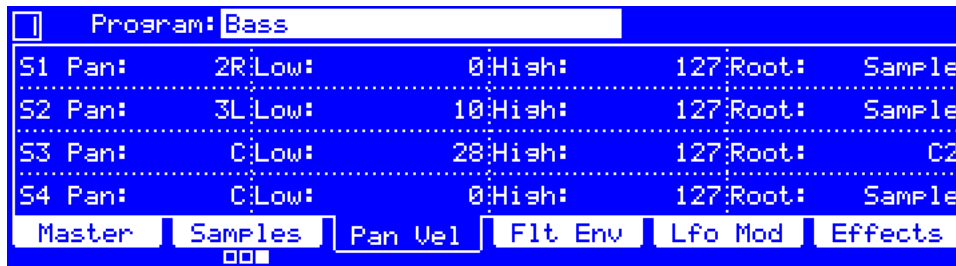 Program: Bass
S1 Pan: 2R Low: 0 High: 127 Root: Sample
S2 Pan: 3L Low: 10 High: 127 Root: Sample
S3 Pan: C Low: 28 High: 127 Root: C2
S4 Pan: C Low: 0 High: 127 Root: Sample
Master Samples Pan Vel Flt Env Lfo Mod Effects